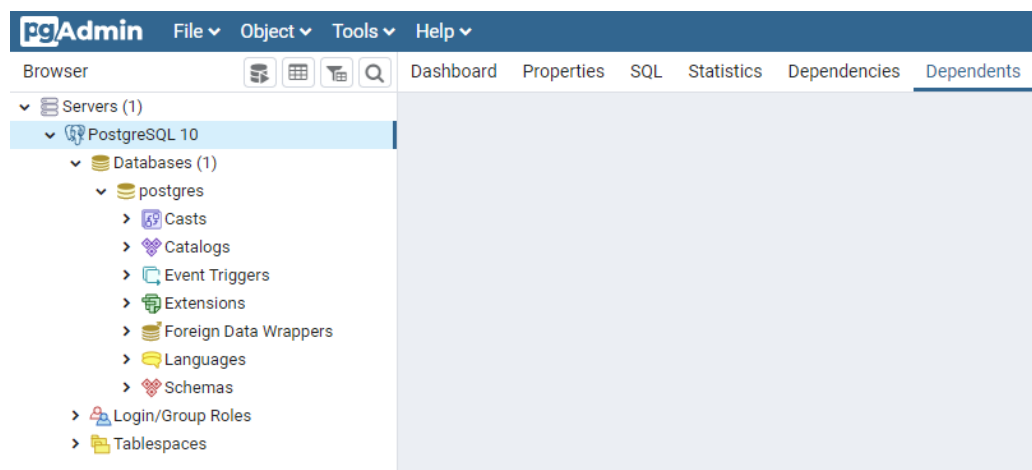 pgAdmin File Object Tools Help
Browser Dashboard Properties SQL Statistics Dependencies Dependents
Servers (1)
PostgreSQL 10
Databases (1)
postgres
Casts
Catalogs
Event Triggers
Extensions
Foreign Data Wrappers
Languages
Schemas
Login/Group Roles
Tablespaces